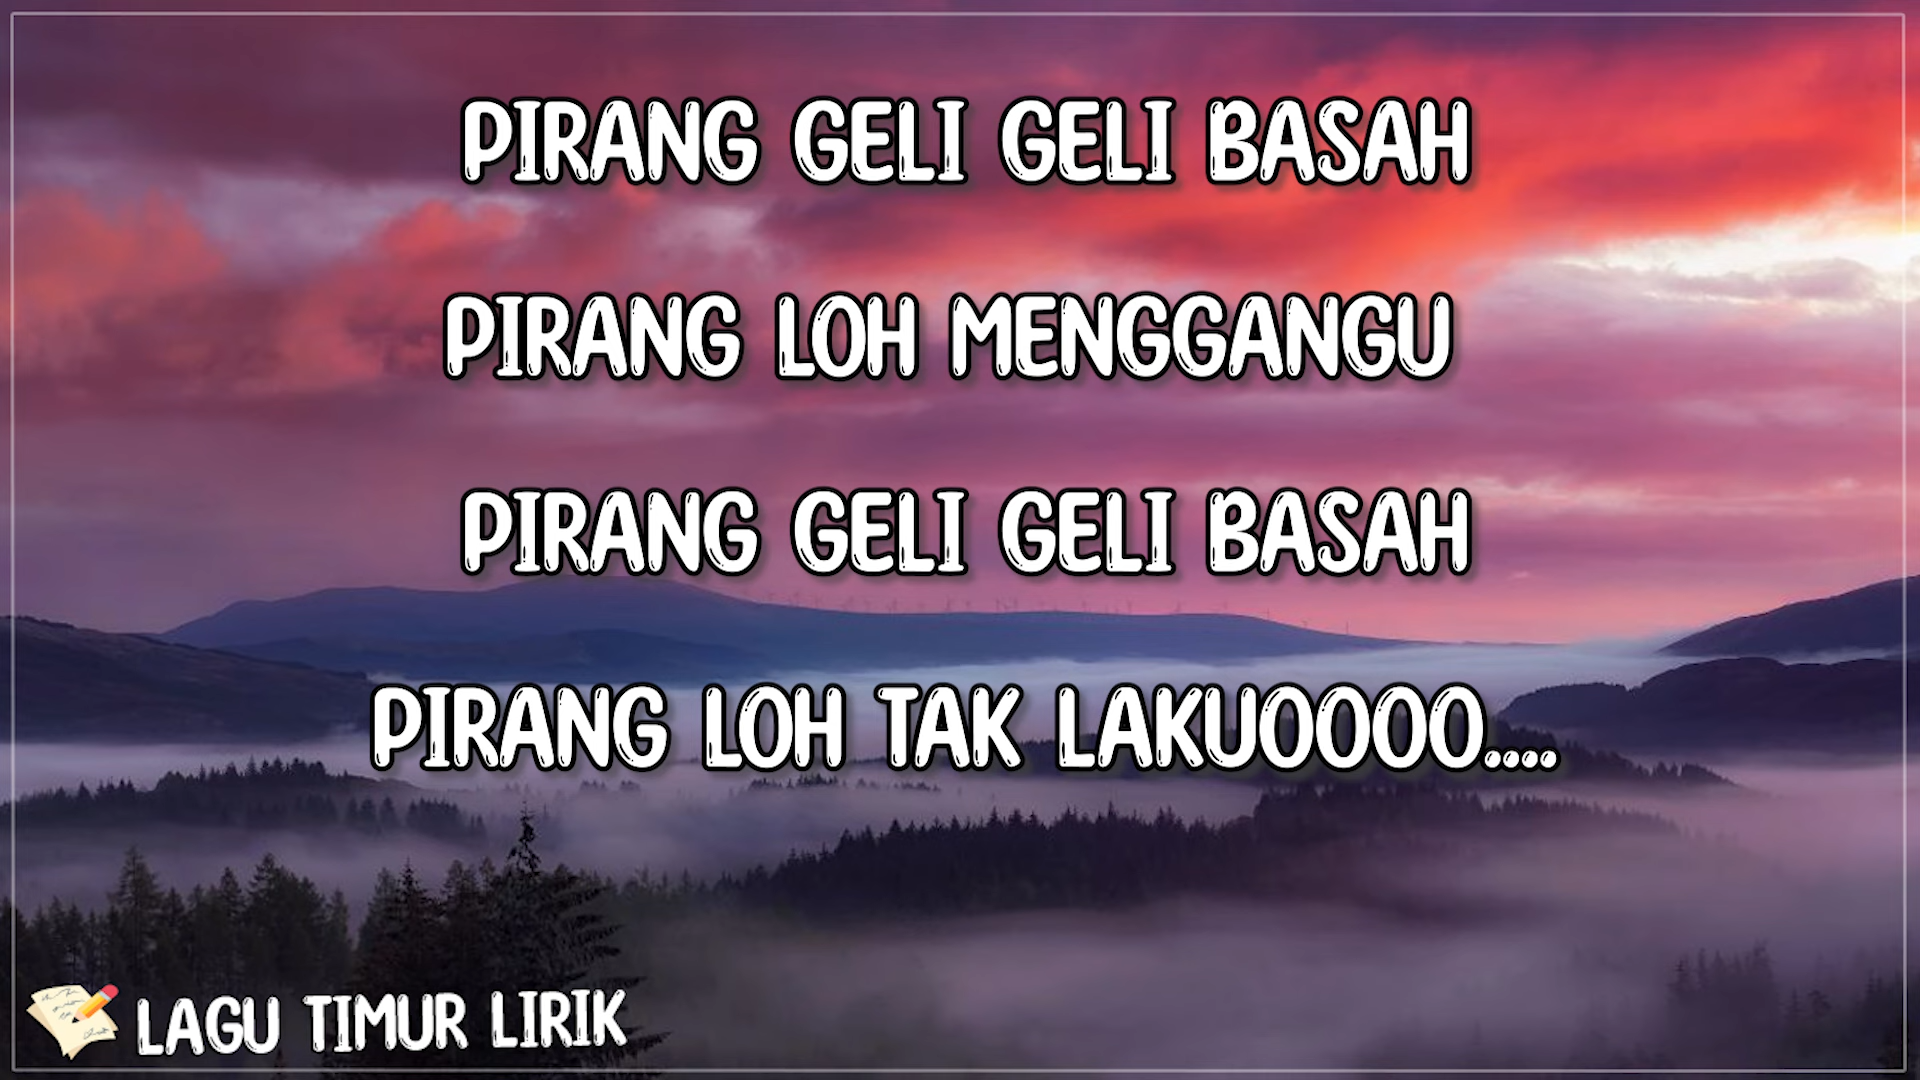 PIRANG GELI GELI BASAH
PIRANG LOH MENGGANGU
PIRANG GELI GELI BASAH
PIRANG LOH TAK LAKUOOOO....
LAGU TIMUR LIRIK